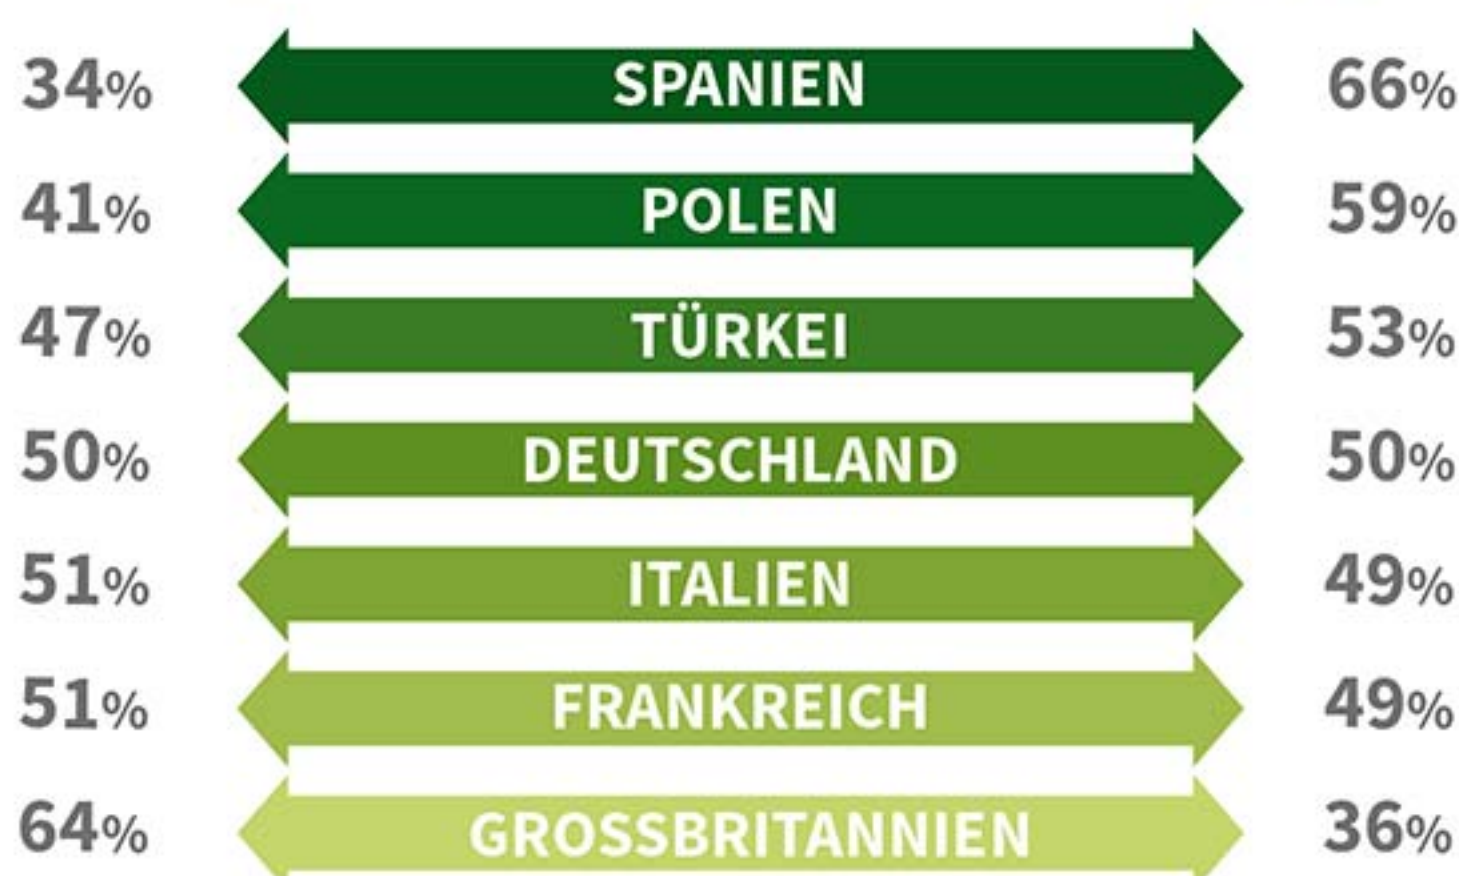 34% SPANIEN 66%
41% POLEN 59%
47% TÜRKEI 53%
50% DEUTSCHLAND 50%
51% ITALIEN 49%
51% FRANKREICH 49%
64% GROSSBRITANNIEN 36%